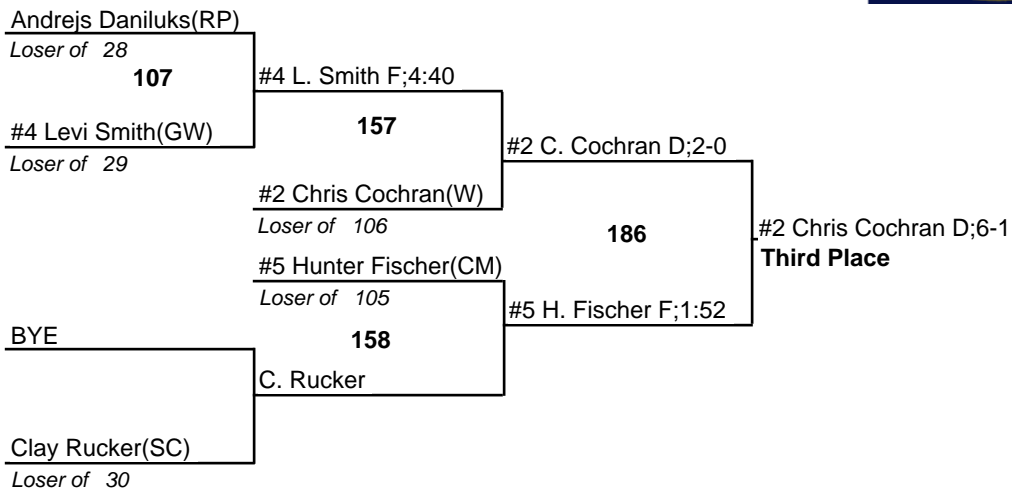 Andrejs Daniluks(RP)
Loser of 28
107
#4 L. Smith F;4:40
#4 Levi Smith(GW)
Loser of 29
157
#2 C. Cochran D;2-0
#2 Chris Cochran(W)
Loser of 106
186
#2 Chris Cochran D;6-1
Third Place
#5 Hunter Fischer(CM)
Loser of 105
#5 H. Fischer F;1:52
158
BYE
C. Rucker
Clay Rucker(SC)
Loser of 30